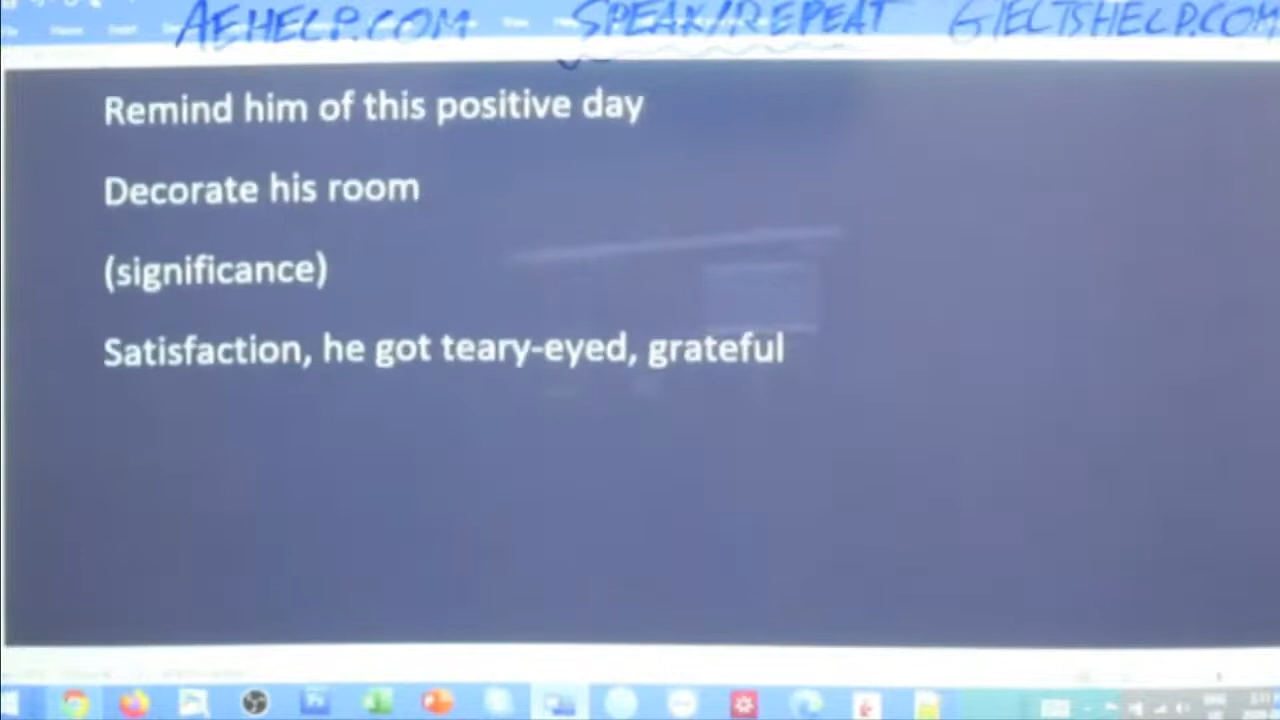 AEHELP.COM SPEAK/REPEAT GIELTSHELP.COM
Remind him of this positive day
Decorate his room
(significance)
Satisfaction, he got teary-eyed, grateful